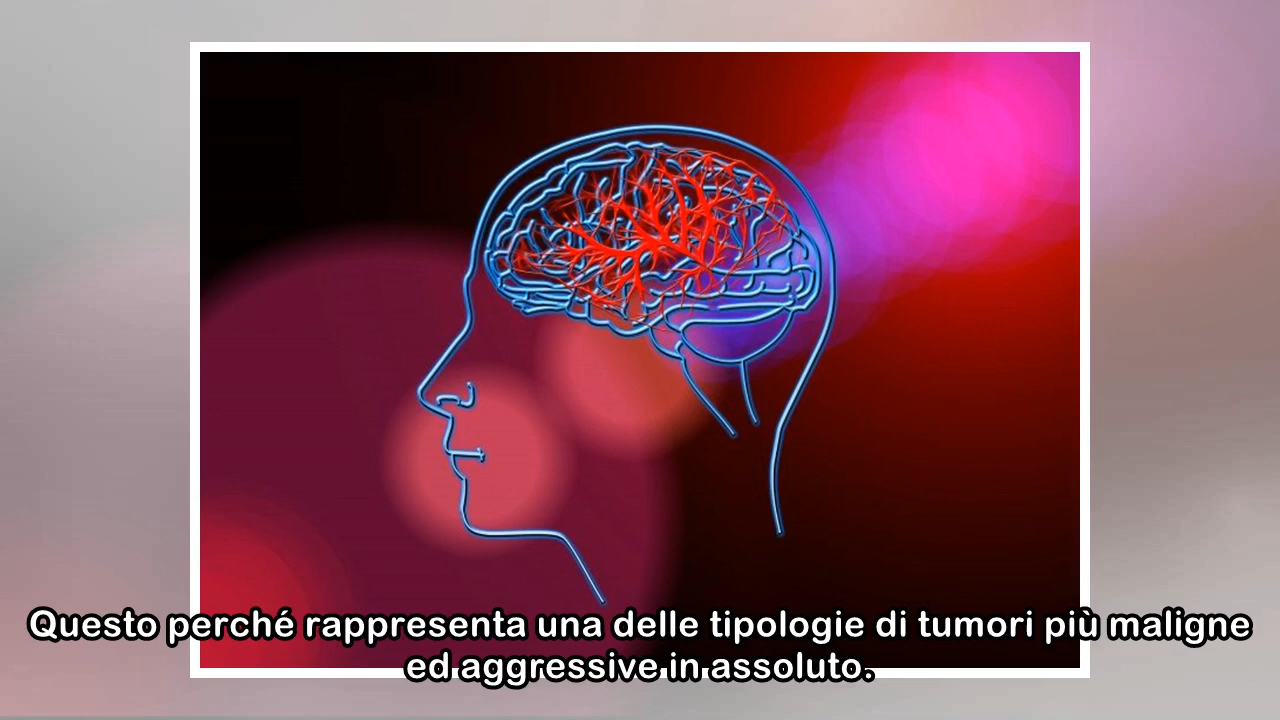 Questo perché rappresenta una delle tipologie di tumori più maligne
ed aggressive in assoluto.